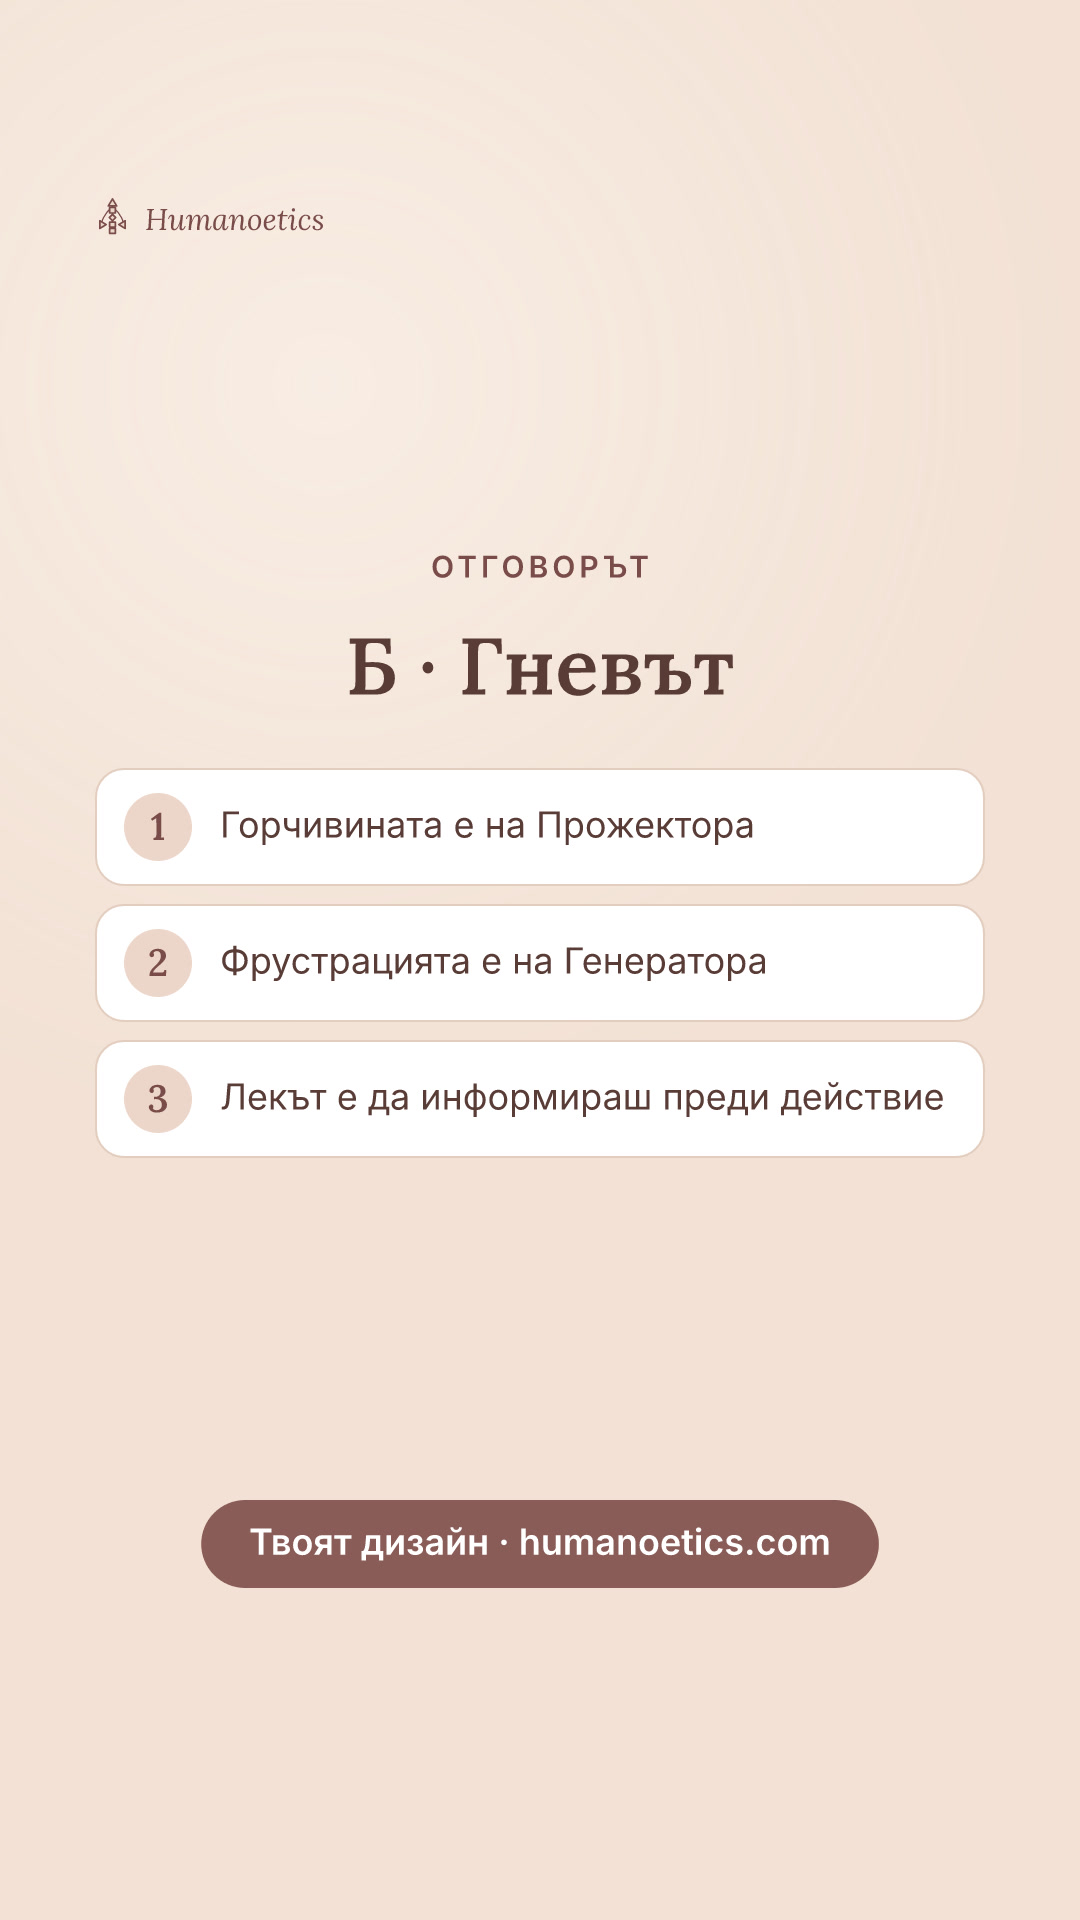 Humanoetics
ОТГОВОРЪТ
Б · Гневът
1 Горчивината е на Прожектора
2 Фрустрацията е на Генератора
3 Лекът е да информираш преди действие
Твоят дизайн · humanoetics.com